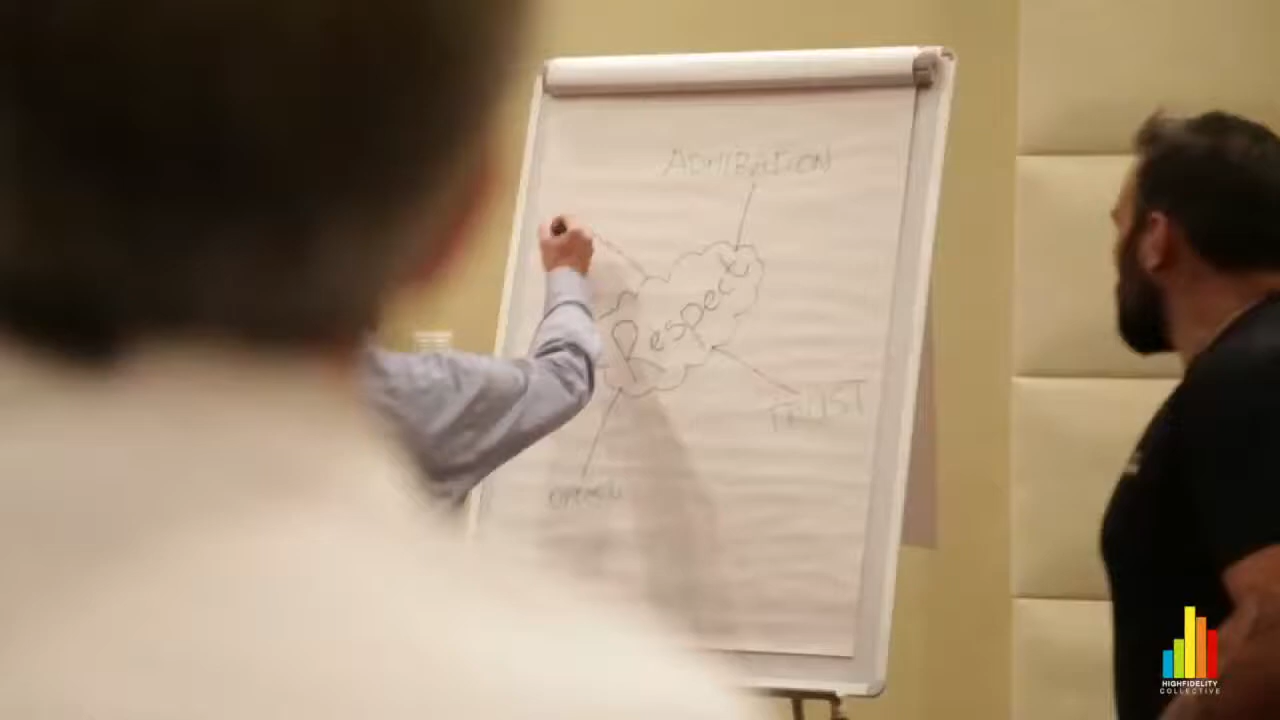 ADMIRATION
Respect
TRUST
HIGHFIDELITY
COLLECTIVE